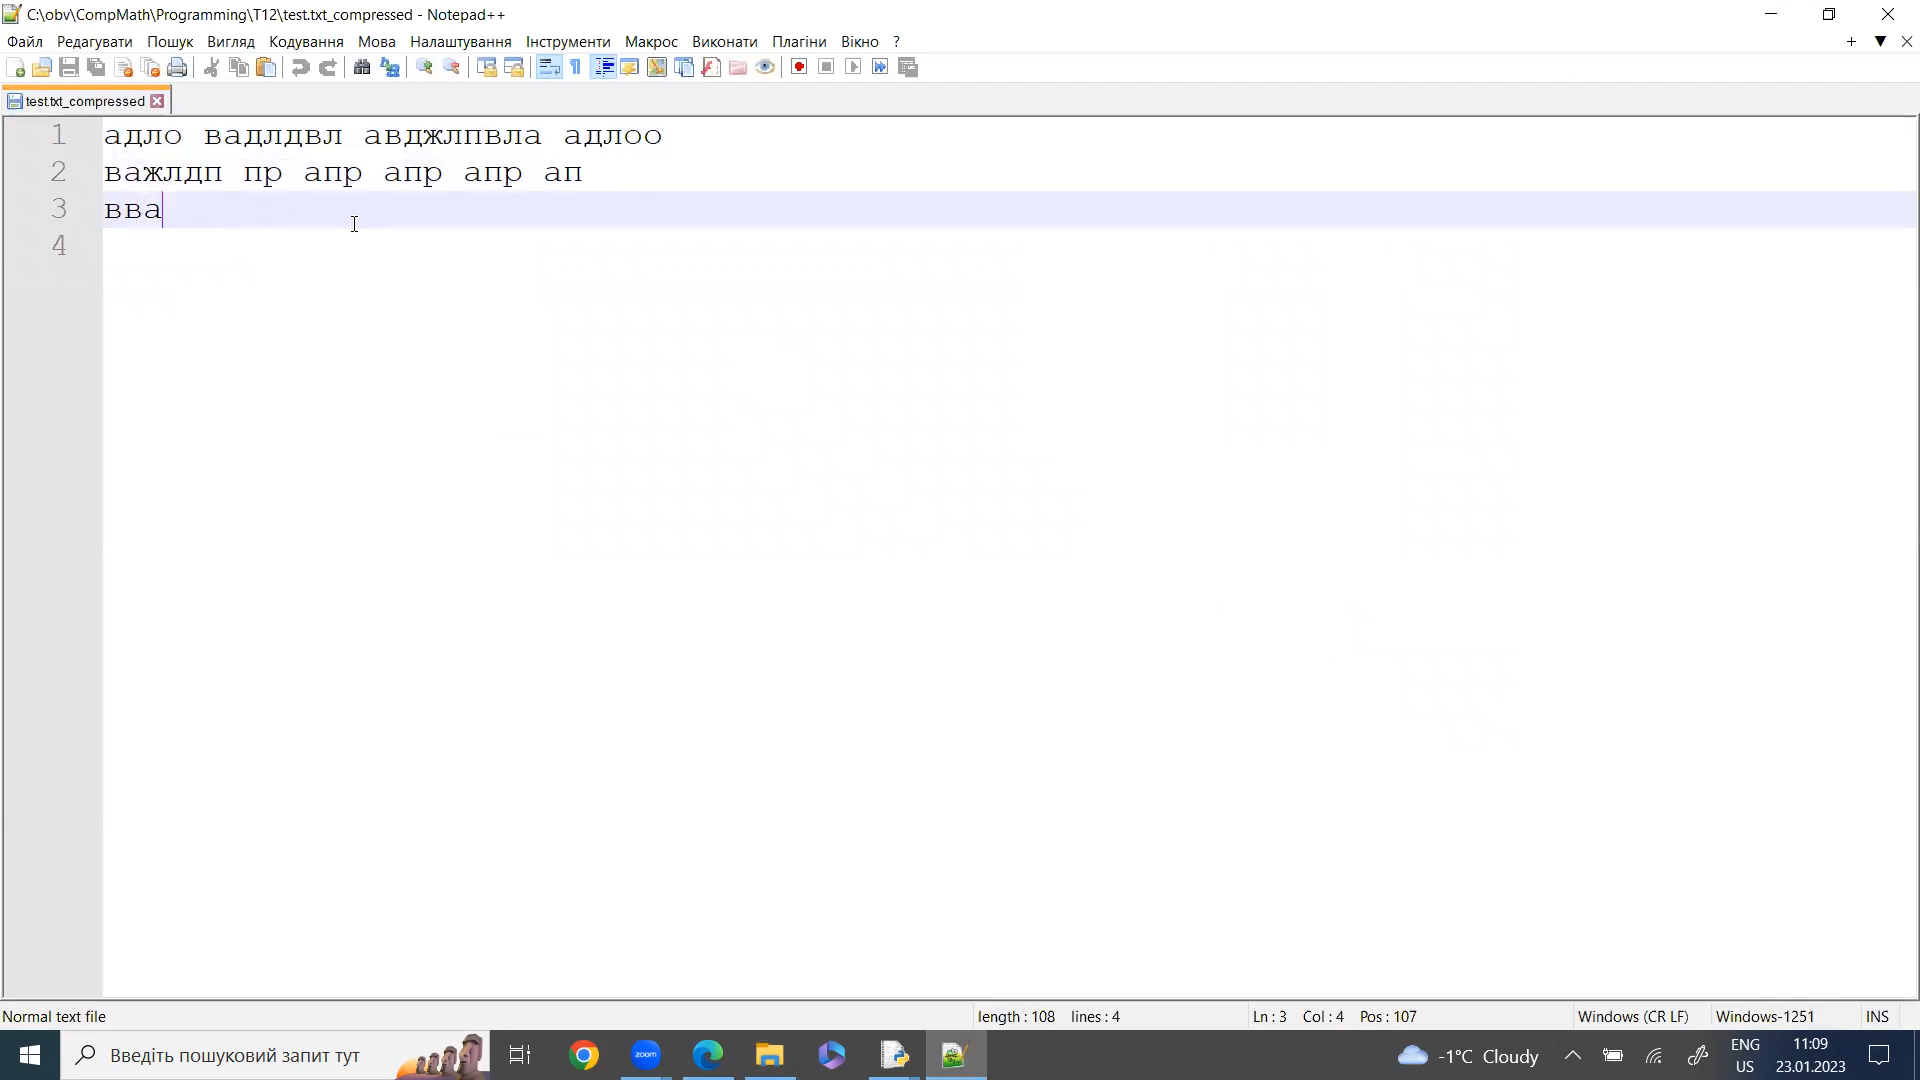 C:\obv\CompMath\Programming\T12\test.txt_compressed - Notepad++
Файл Редагувати Пошук Вигляд Кодування Мова Налаштування Інструменти Макрос Виконати Плагіни Вікно ?
test.txt_compressed
1 адло вадлдвл авджлпвла адлоо
2 важлдп пр апр апр апр ап
3 вва
4
Normal text file length : 108 lines : 4 Ln : 3 Col : 4 Pos : 107 Windows (CR LF) Windows-1251 INS
Введіть пошуковий запит тут zoom -1°C Cloudy ENG US 11:09 23.01.2023